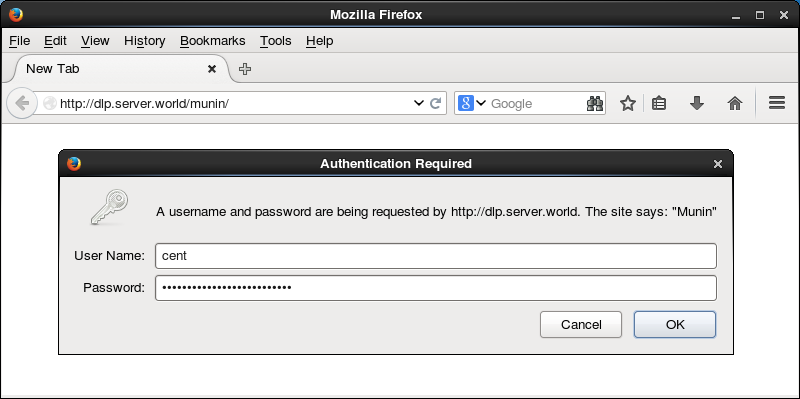 Mozilla Firefox
File Edit View History Bookmarks Tools Help
New Tab
http://dlp.server.world/munin/ Google
Authentication Required
A username and password are being requested by http://dlp.server.world. The site says: "Munin"
User Name: cent
Password: ••••••••••••••••••••••••••
Cancel OK